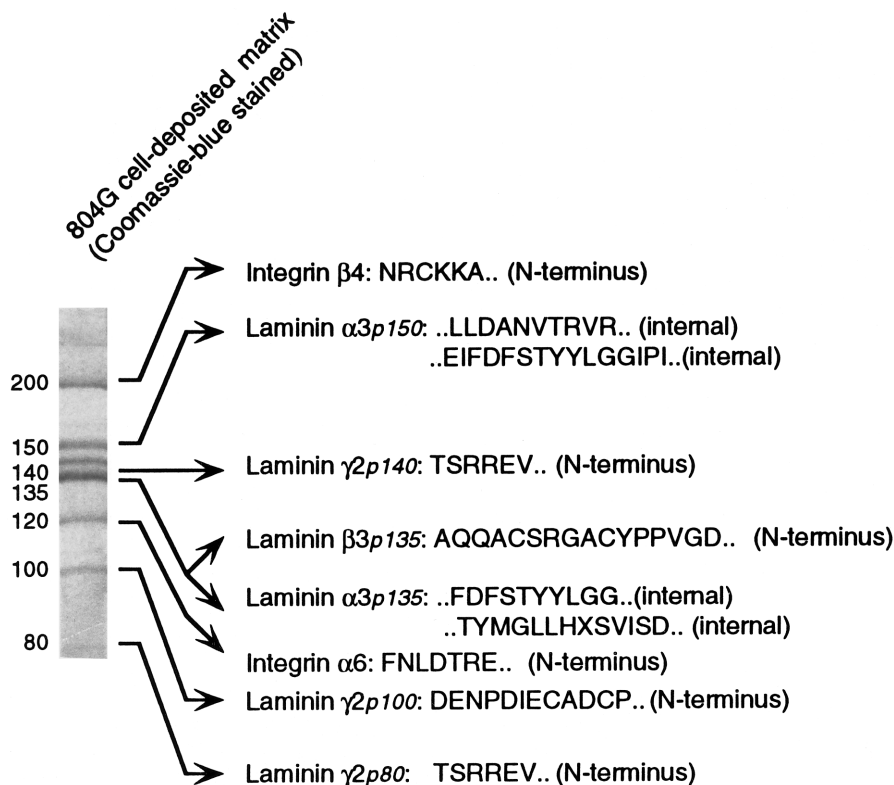 804G cell-deposited matrix
(Coomassie-blue stained)
200
150
140
135
120
100
80
Integrin β4: NRCKKA.. (N-terminus)
Laminin α3p150: ..LLDANVTRVR.. (internal)
..EIFDFSTYYLGGIPI..(internal)
Laminin γ2p140: TSRREV.. (N-terminus)
Laminin β3p135: AQQACSRGACYPPVGD.. (N-terminus)
Laminin α3p135: ..FDFSTYYLGG..(internal)
..TYMGLLHXSVISD.. (internal)
Integrin α6: FNLDTRE.. (N-terminus)
Laminin γ2p100: DENPDIECADCP.. (N-terminus)
Laminin γ2p80: TSRREV.. (N-terminus)